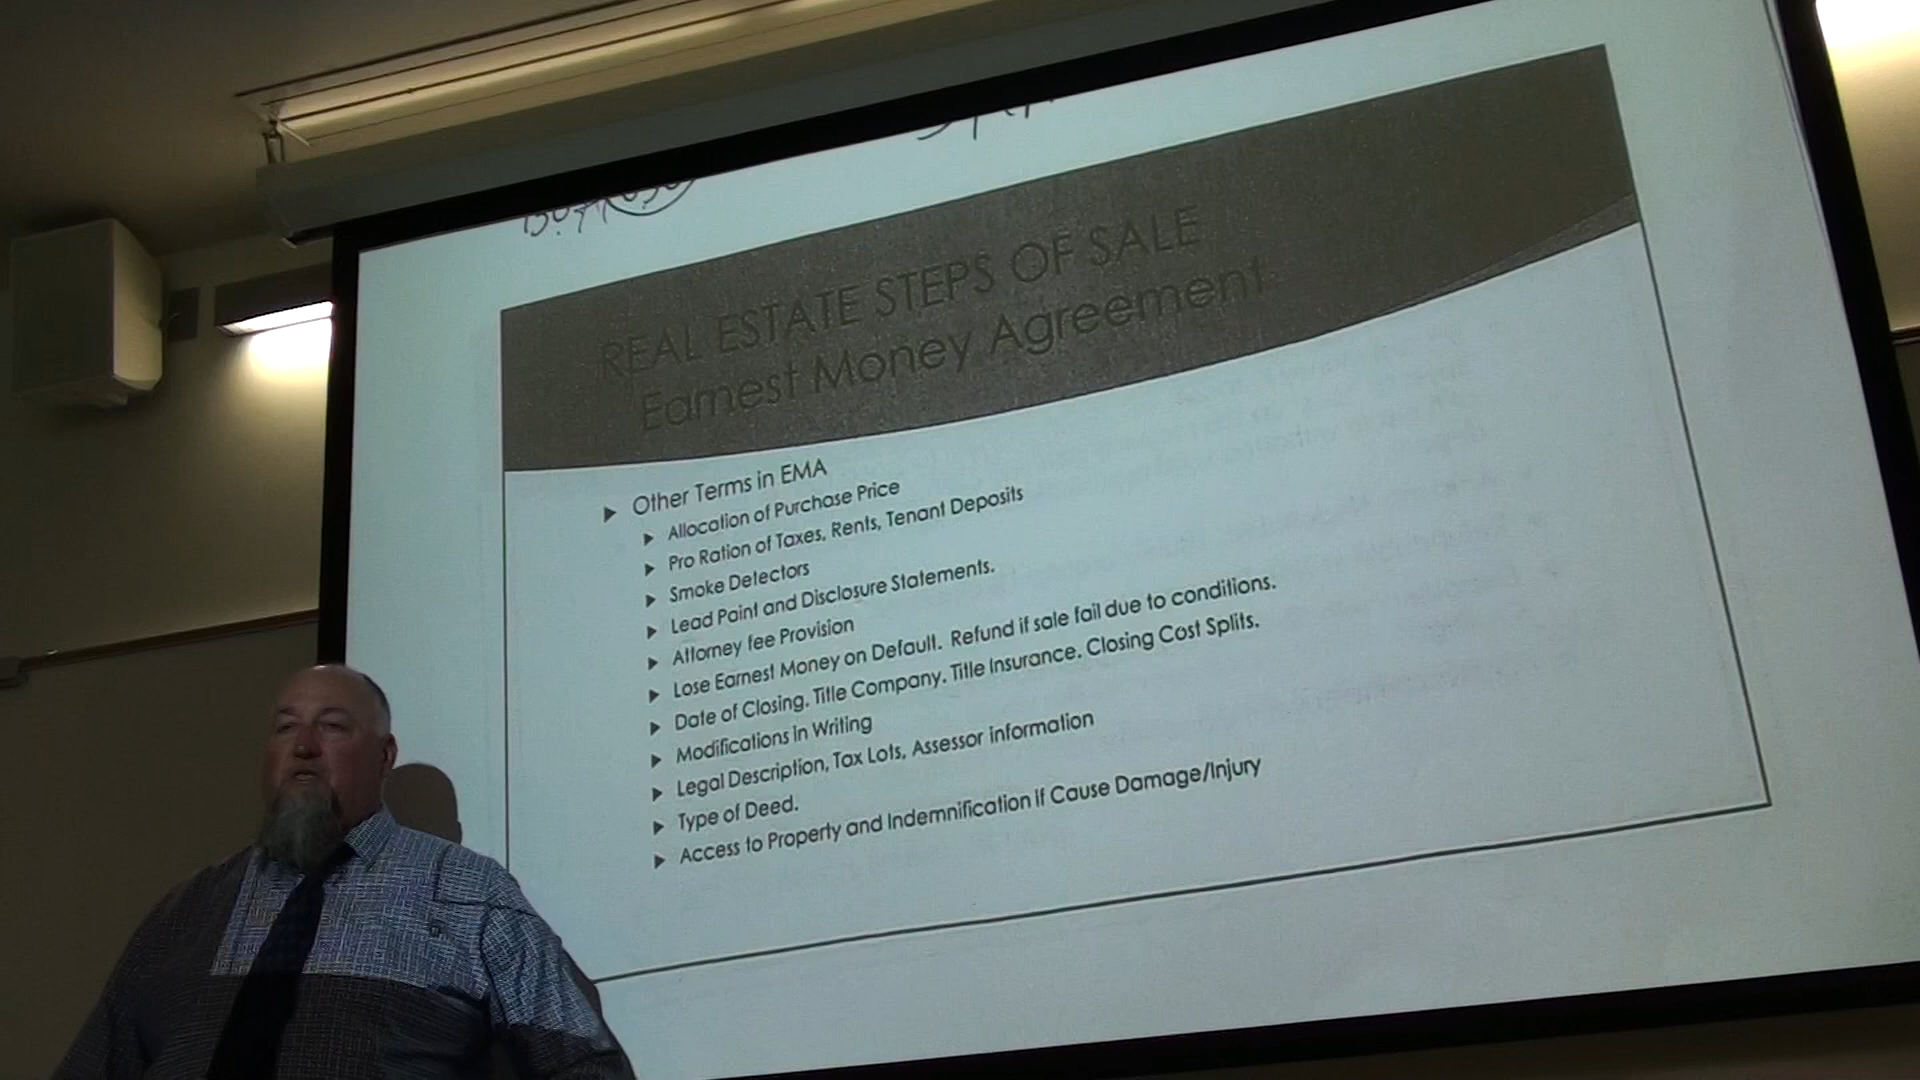 REAL ESTATE STEPS OF SALE
Earnest Money Agreement
Other Terms in EMA
Allocation of Purchase Price
Pro Ration of Taxes, Rents, Tenant Deposits
Smoke Detectors
Lead Paint and Disclosure Statements.
Attorney fee Provision
Lose Earnest Money on Default. Refund if sale fail due to conditions.
Date of Closing, Title Company. Title Insurance. Closing Cost Splits.
Modifications in Writing
Legal Description, Tax Lots, Assessor information
Type of Deed.
Access to Property and Indemnification if Cause Damage/Injury